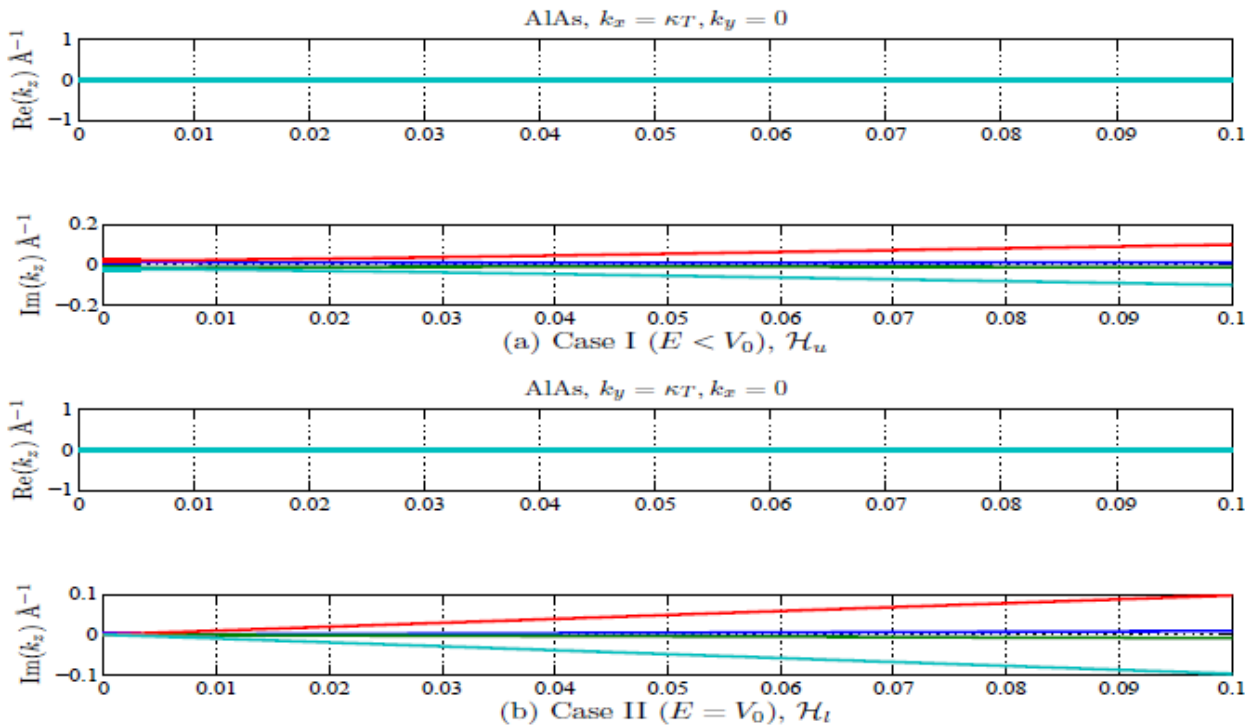 AlAs, k_x = κ_T, k_y = 0
Re(k_z) Å⁻¹
1
0
−1
0 0.01 0.02 0.03 0.04 0.05 0.06 0.07 0.08 0.09 0.1
Im(k_z) Å⁻¹
0.2
0
−0.2
0 0.01 0.02 0.03 0.04 0.05 0.06 0.07 0.08 0.09 0.1
(a) Case I (E < V₀), ℋ_u
AlAs, k_y = κ_T, k_x = 0
Re(k_z) Å⁻¹
1
0
−1
0 0.01 0.02 0.03 0.04 0.05 0.06 0.07 0.08 0.09 0.1
Im(k_z) Å⁻¹
0.1
0
−0.1
0 0.01 0.02 0.03 0.04 0.05 0.06 0.07 0.08 0.09 0.1
(b) Case II (E = V₀), ℋ_l